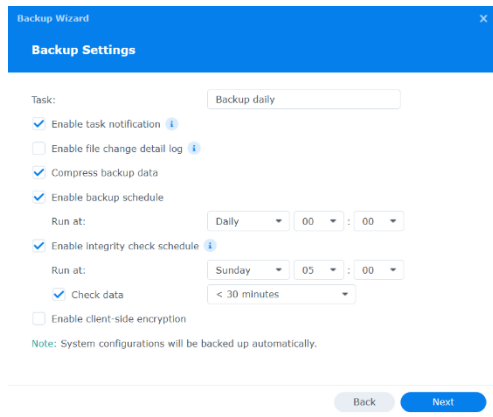 Backup Wizard
Backup Settings
Task: Backup daily
Enable task notification i
Enable file change detail log i
Compress backup data
Enable backup schedule
Run at: Daily 00 : 00
Enable integrity check schedule i
Run at: Sunday 05 : 00
Check data < 30 minutes
Enable client-side encryption
Note: System configurations will be backed up automatically.
Back Next